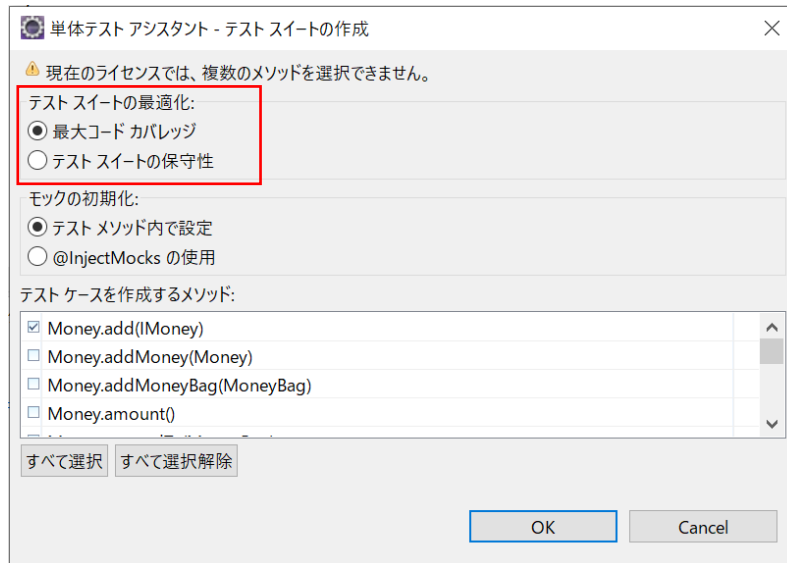 単体テスト アシスタント - テスト スイートの作成
現在のライセンスでは、複数のメソッドを選択できません。
テスト スイートの最適化:
最大コード カバレッジ
テスト スイートの保守性
モックの初期化:
テスト メソッド内で設定
@InjectMocks の使用
テスト ケースを作成するメソッド:
Money.add(IMoney)
Money.addMoney(Money)
Money.addMoneyBag(MoneyBag)
Money.amount()
すべて選択 すべて選択解除
OK Cancel